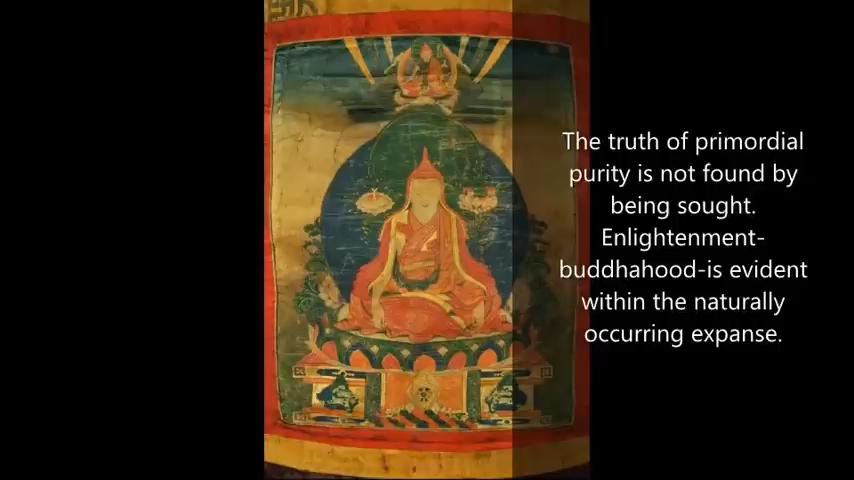 The truth of primordial
purity is not found by
being sought.
Enlightenment-
buddhahood-is evident
within the naturally
occurring expanse.